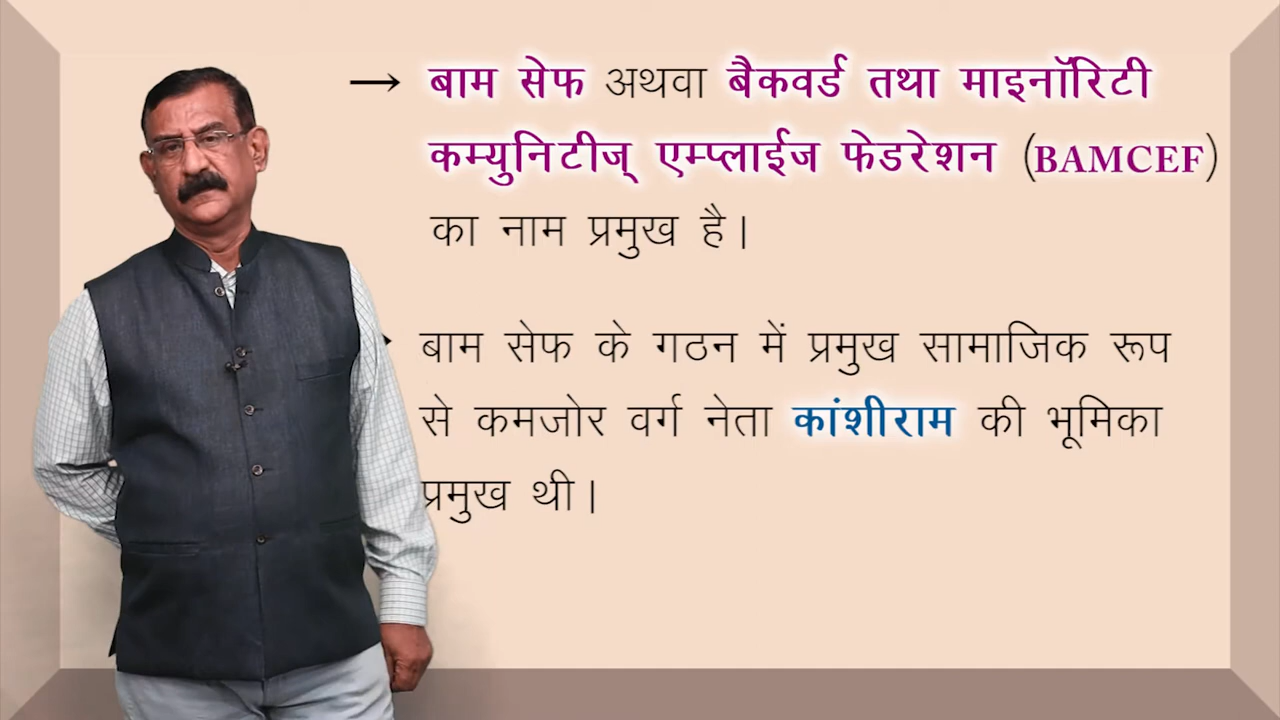 → बाम सेफ अथवा बैकवर्ड तथा माइनॉरिटी
कम्युनिटीज् एम्प्लाईज फेडरेशन (BAMCEF)
का नाम प्रमुख है।
बाम सेफ के गठन में प्रमुख सामाजिक रूप
से कमजोर वर्ग नेता कांशीराम की भूमिका
प्रमुख थी।